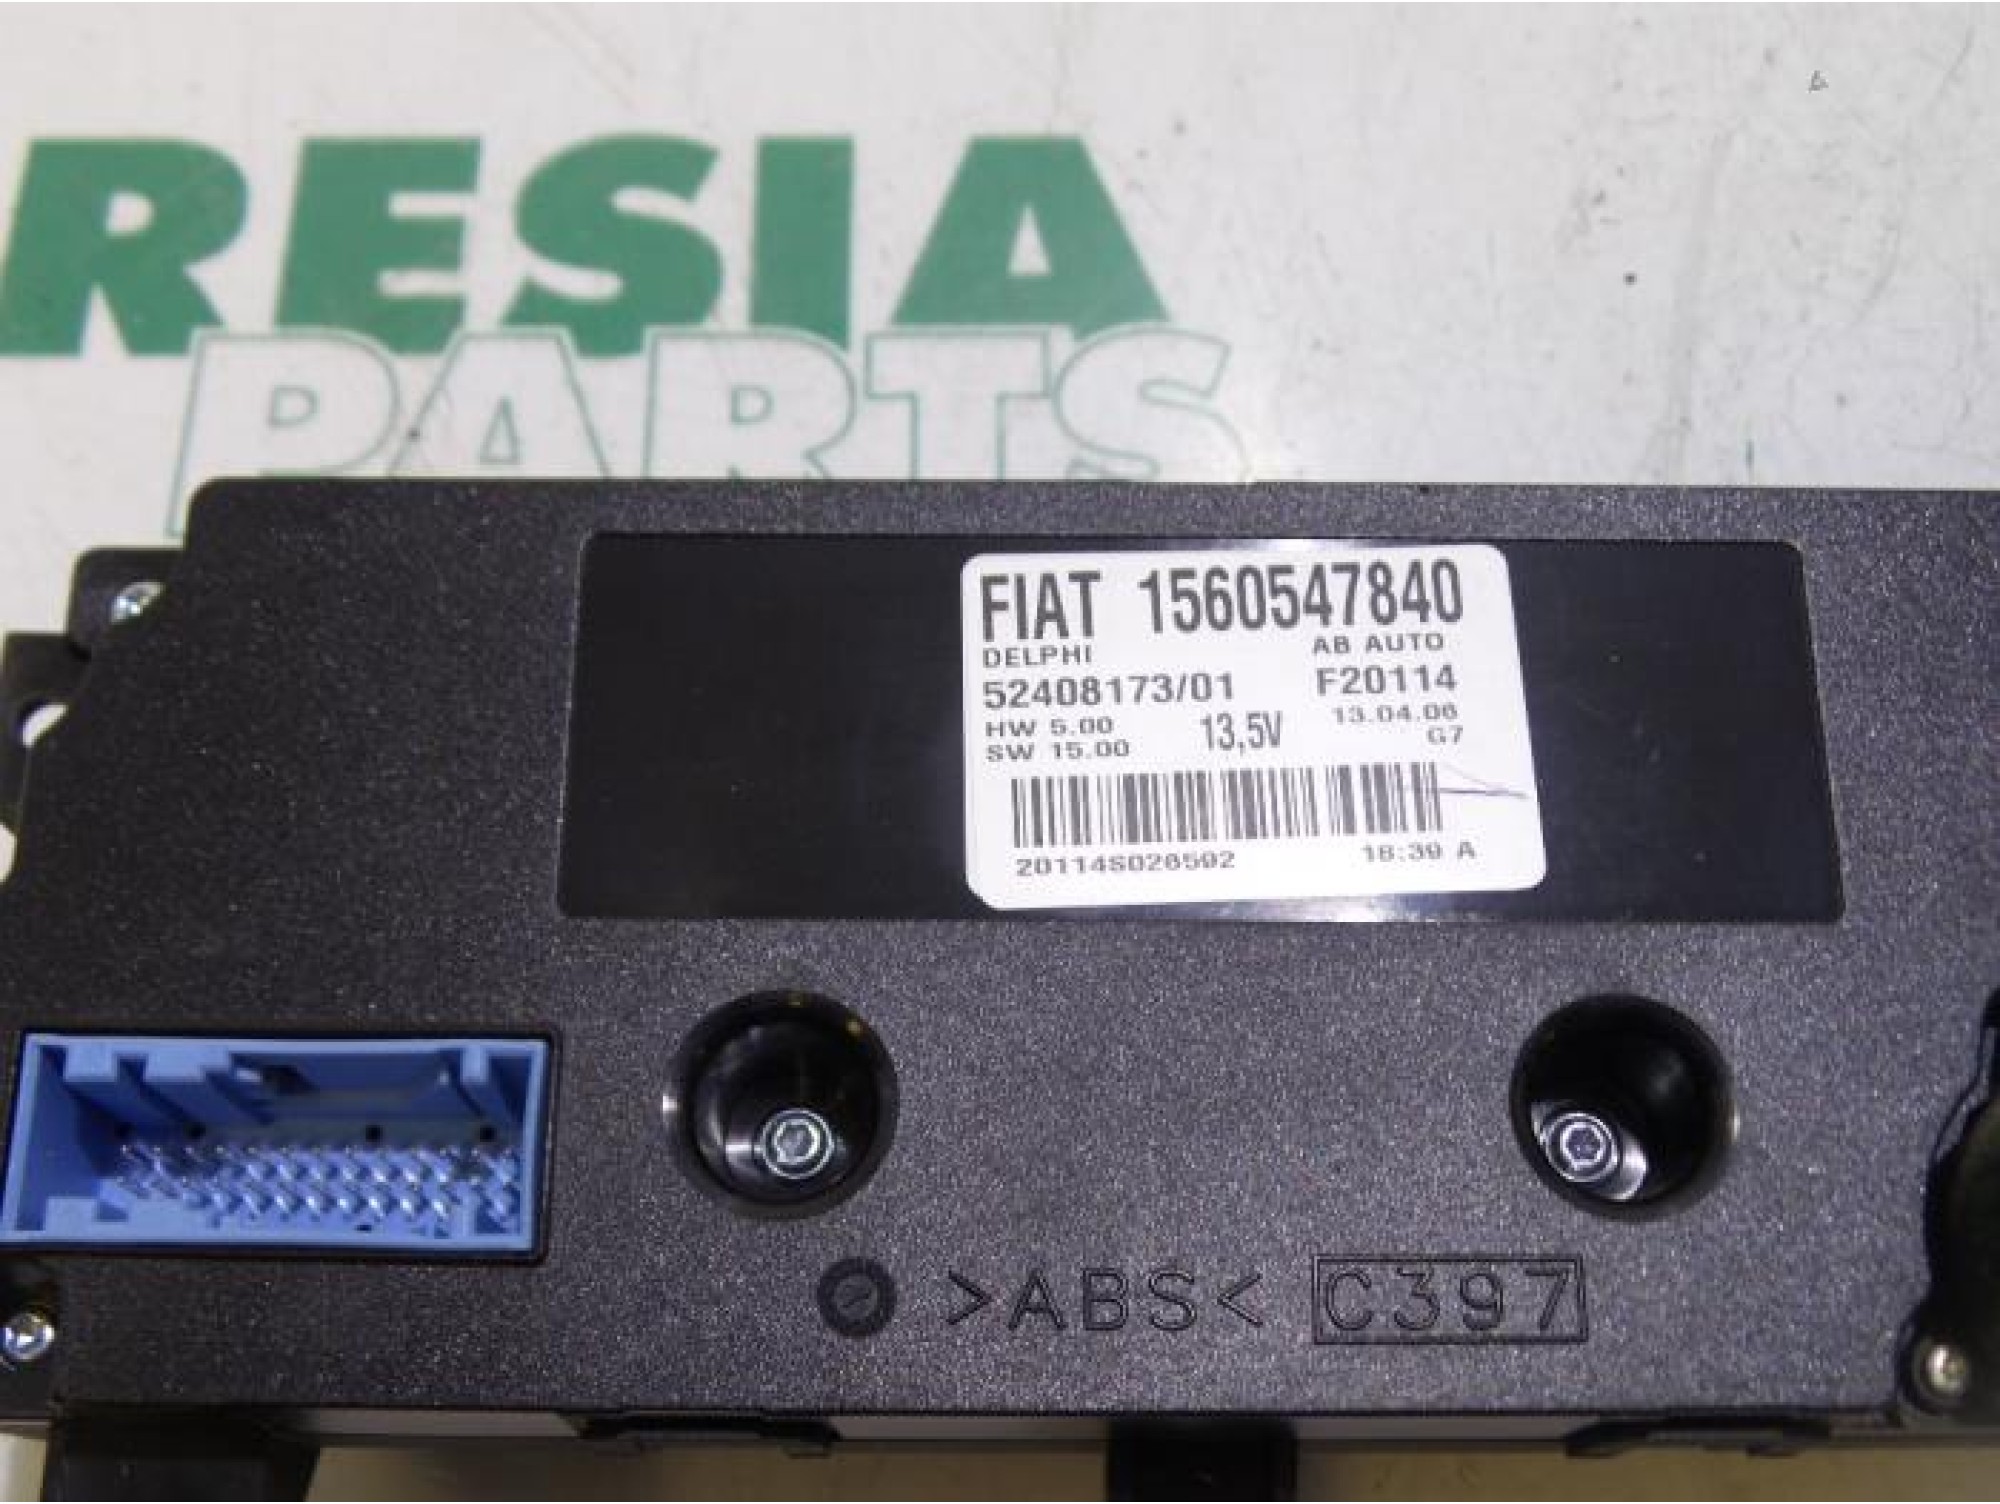 RESIA
PARTS
FIAT 1560547840
DELPHI AB AUTO
52408173/01 F20114
HW 5.00 13,5V 13.04.06
SW 15.00 G7
20114S026502 18:39 A
>ABS< C397